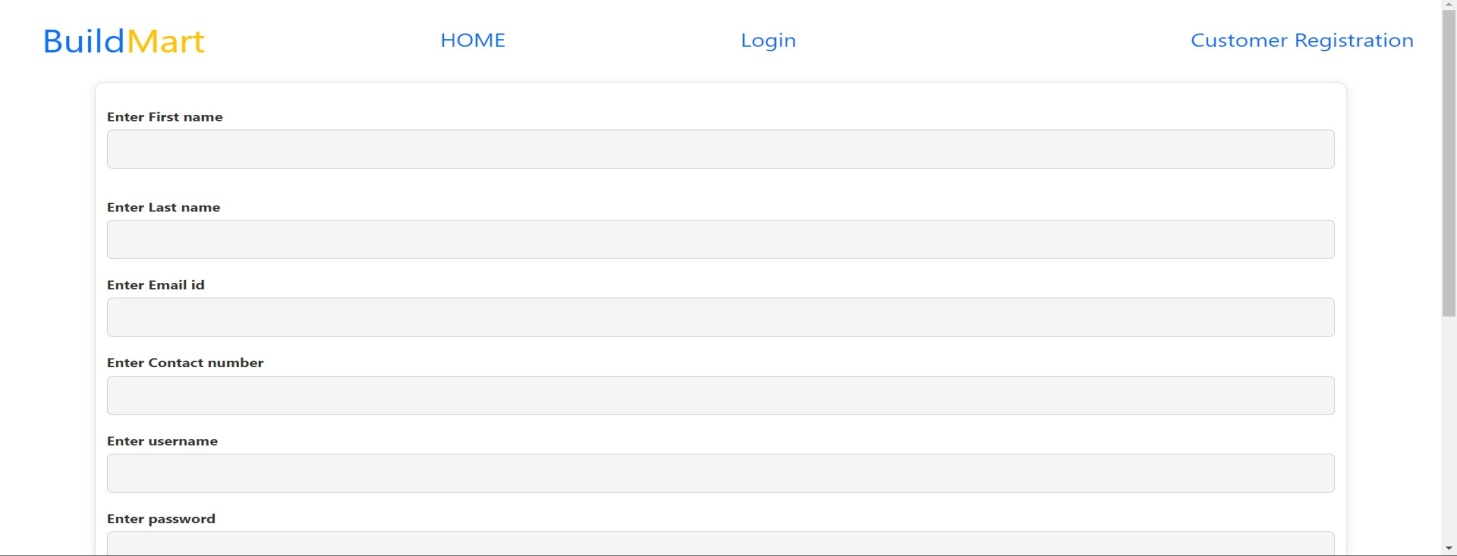 BuildMart HOME Login Customer Registration
Enter First name
Enter Last name
Enter Email id
Enter Contact number
Enter username
Enter password